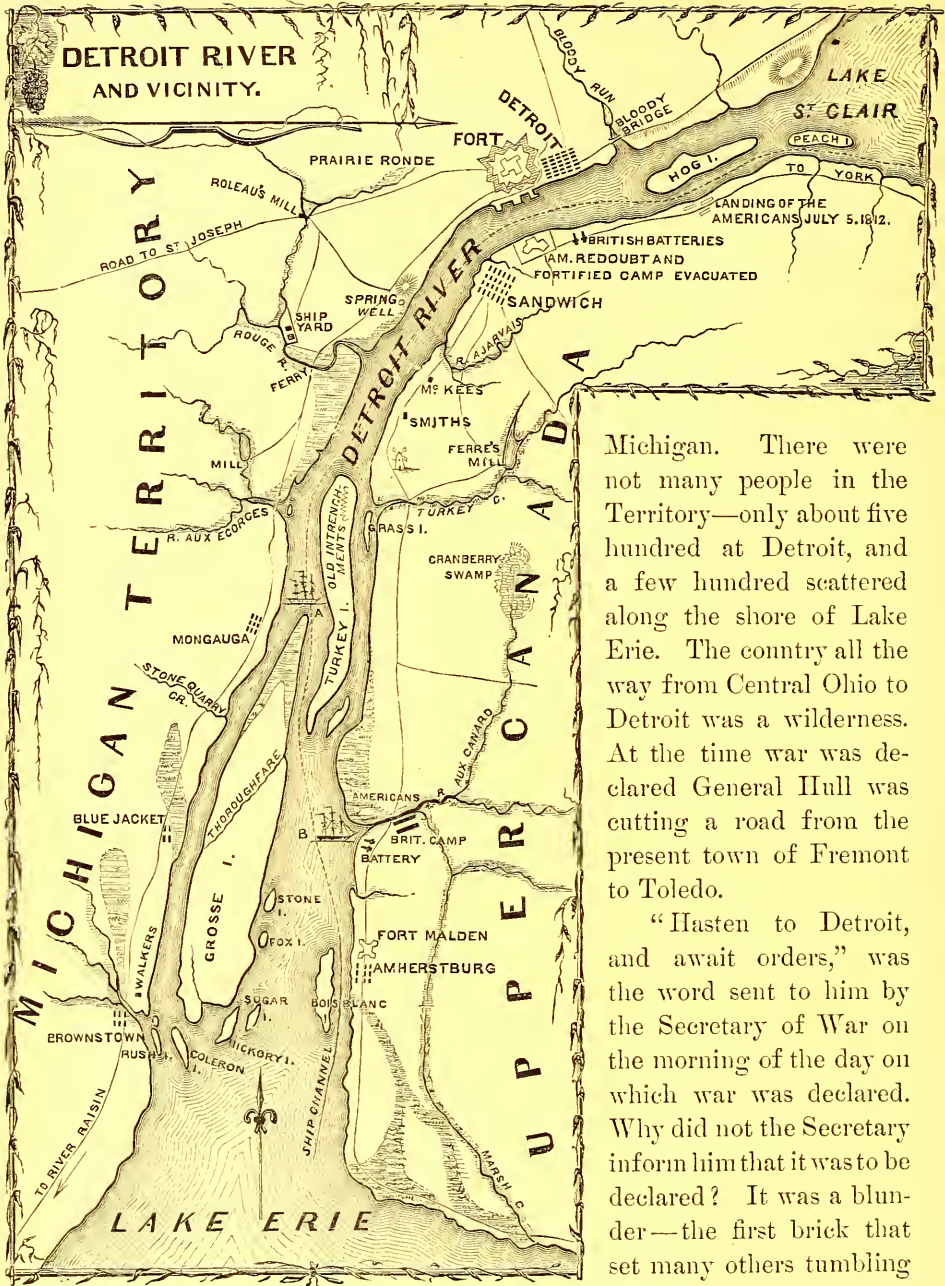 DETROIT RIVER
AND VICINITY.
LAKE
ST CLAIR
PEACH I.
BLOODY RUN
BLOODY
BRIDGE
DETROIT
FORT
HOG I.
TO YORK
PRAIRIE RONDE
ROLEAU'S MILL
ROAD TO ST JOSEPH
LANDING OF THE
AMERICANS JULY 5.1812.
BRITISH BATTERIES
AM. REDOUBT AND
FORTIFIED CAMP EVACUATED
SANDWICH
SPRING
WELL
SHIP
YARD
ROUGE R.
FERRY
DETROIT RIVER
R. AJARVAIS
Mc KEES
SMITHS
FERRE'S
MILL
MILL
R. AUX ECORCES
OLD INTRENCH
MENTS
TURKEY C.
GRASS I.
CRANBERRY
SWAMP
A
MONGAUGA
TURKEY I.
STONE QUARRY
CR.
THOROUGHFARE
R. AUX CANARD
AMERICANS
BLUE JACKET
B
BRIT. CAMP
BATTERY
GROSSE I.
STONE
I.
FOX I.
FORT MALDEN
AMHERSTBURG
WALKERS
SUGAR
I.
BOIS BLANC
BROWNSTOWN
RUSH I.
COLERON
I.
HICKORY I.
SHIP CHANNEL
TO RIVER RAISIN
MARSH C.
LAKE ERIE
MICHIGAN TERRITORY
UPPER CANADA
Michigan. There were
not many people in the
Territory—only about five
hundred at Detroit, and
a few hundred scattered
along the shore of Lake
Erie. The country all the
way from Central Ohio to
Detroit was a wilderness.
At the time war was de-
clared General Hull was
cutting a road from the
present town of Fremont
to Toledo.
“Hasten to Detroit,
and await orders,” was
the word sent to him by
the Secretary of War on
the morning of the day on
which war was declared.
Why did not the Secretary
inform him that it was to be
declared? It was a blun-
der—the first brick that
set many others tumbling